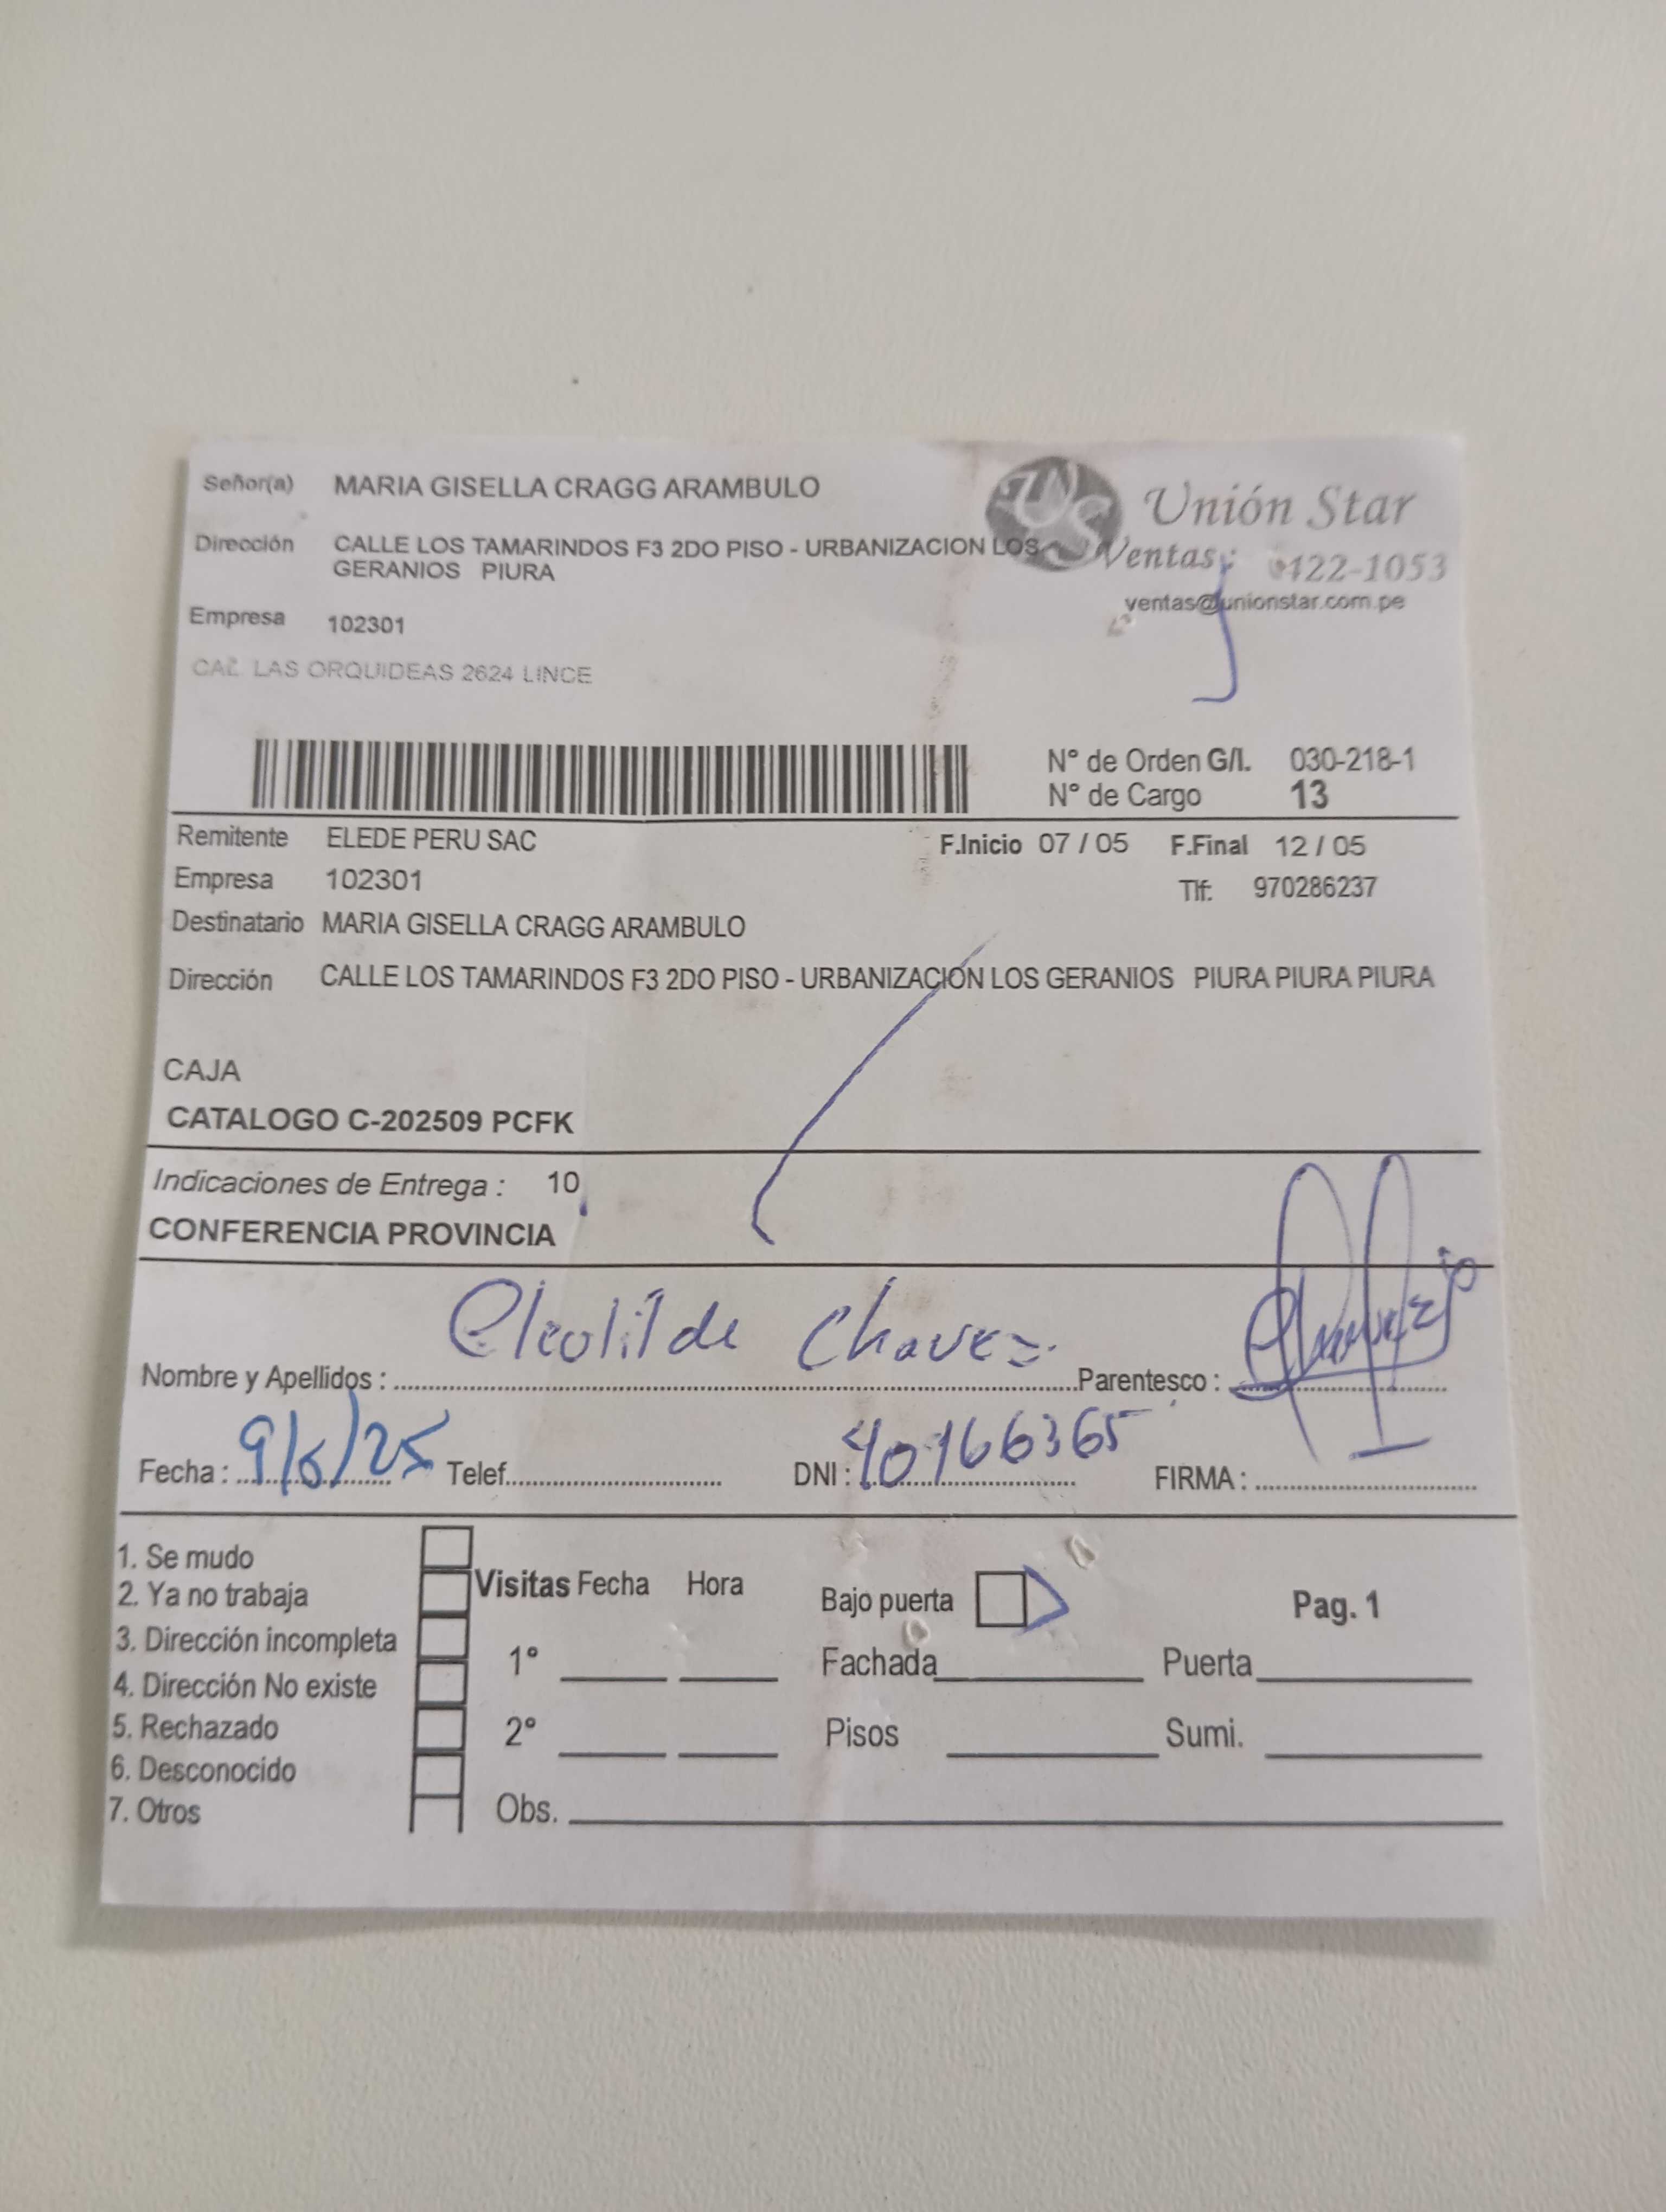 Señor(a) MARIA GISELLA CRAGG ARAMBULO
Unión Star
Dirección CALLE LOS TAMARINDOS F3 2DO PISO - URBANIZACION LOS
GERANIOS PIURA
Ventas: 422-1053
ventas@unionstar.com.pe
Empresa 102301
CAL. LAS ORQUIDEAS 2624 LINCE
N° de Orden G/I. 030-218-1
N° de Cargo 13
Remitente ELEDE PERU SAC F.Inicio 07 / 05 F.Final 12 / 05
Empresa 102301 Tlf: 970286237
Destinatario MARIA GISELLA CRAGG ARAMBULO
Dirección CALLE LOS TAMARINDOS F3 2DO PISO - URBANIZACIÓN LOS GERANIOS PIURA PIURA PIURA
CAJA
CATALOGO C-202509 PCFK
Indicaciones de Entrega : 10
CONFERENCIA PROVINCIA
Nombre y Apellidos : Chavez Parentesco :
Fecha : 9/5/25 Telef. DNI : 40166365 FIRMA :
1. Se mudo
2. Ya no trabaja
3. Dirección incompleta
4. Dirección No existe
5. Rechazado
6. Desconocido
7. Otros
Visitas Fecha Hora
1°
2°
Obs.
Bajo puerta Pag. 1
Fachada Puerta
Pisos Sumi.